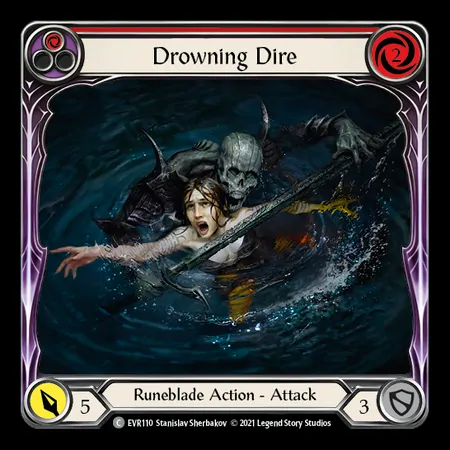 Drowning Dire
2
5
Runeblade Action - Attack
3
C EVR110 Stanislav Sherbakov © 2021 Legend Story Studios